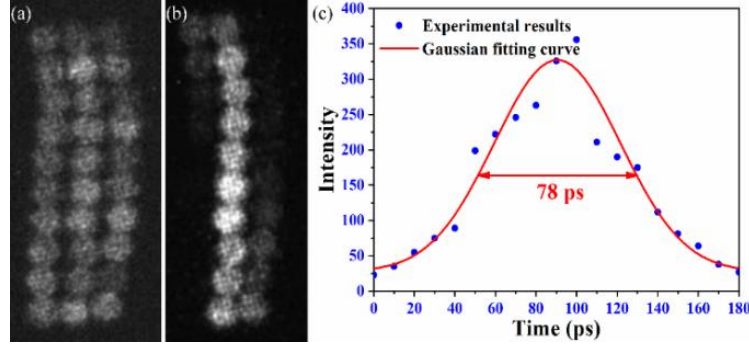 (a)
(b)
(c)
400
350
300
250
200
150
100
50
0
Intensity
Experimental results
Gaussian fitting curve
78 ps
0 20 40 60 80 100 120 140 160 180
Time (ps)